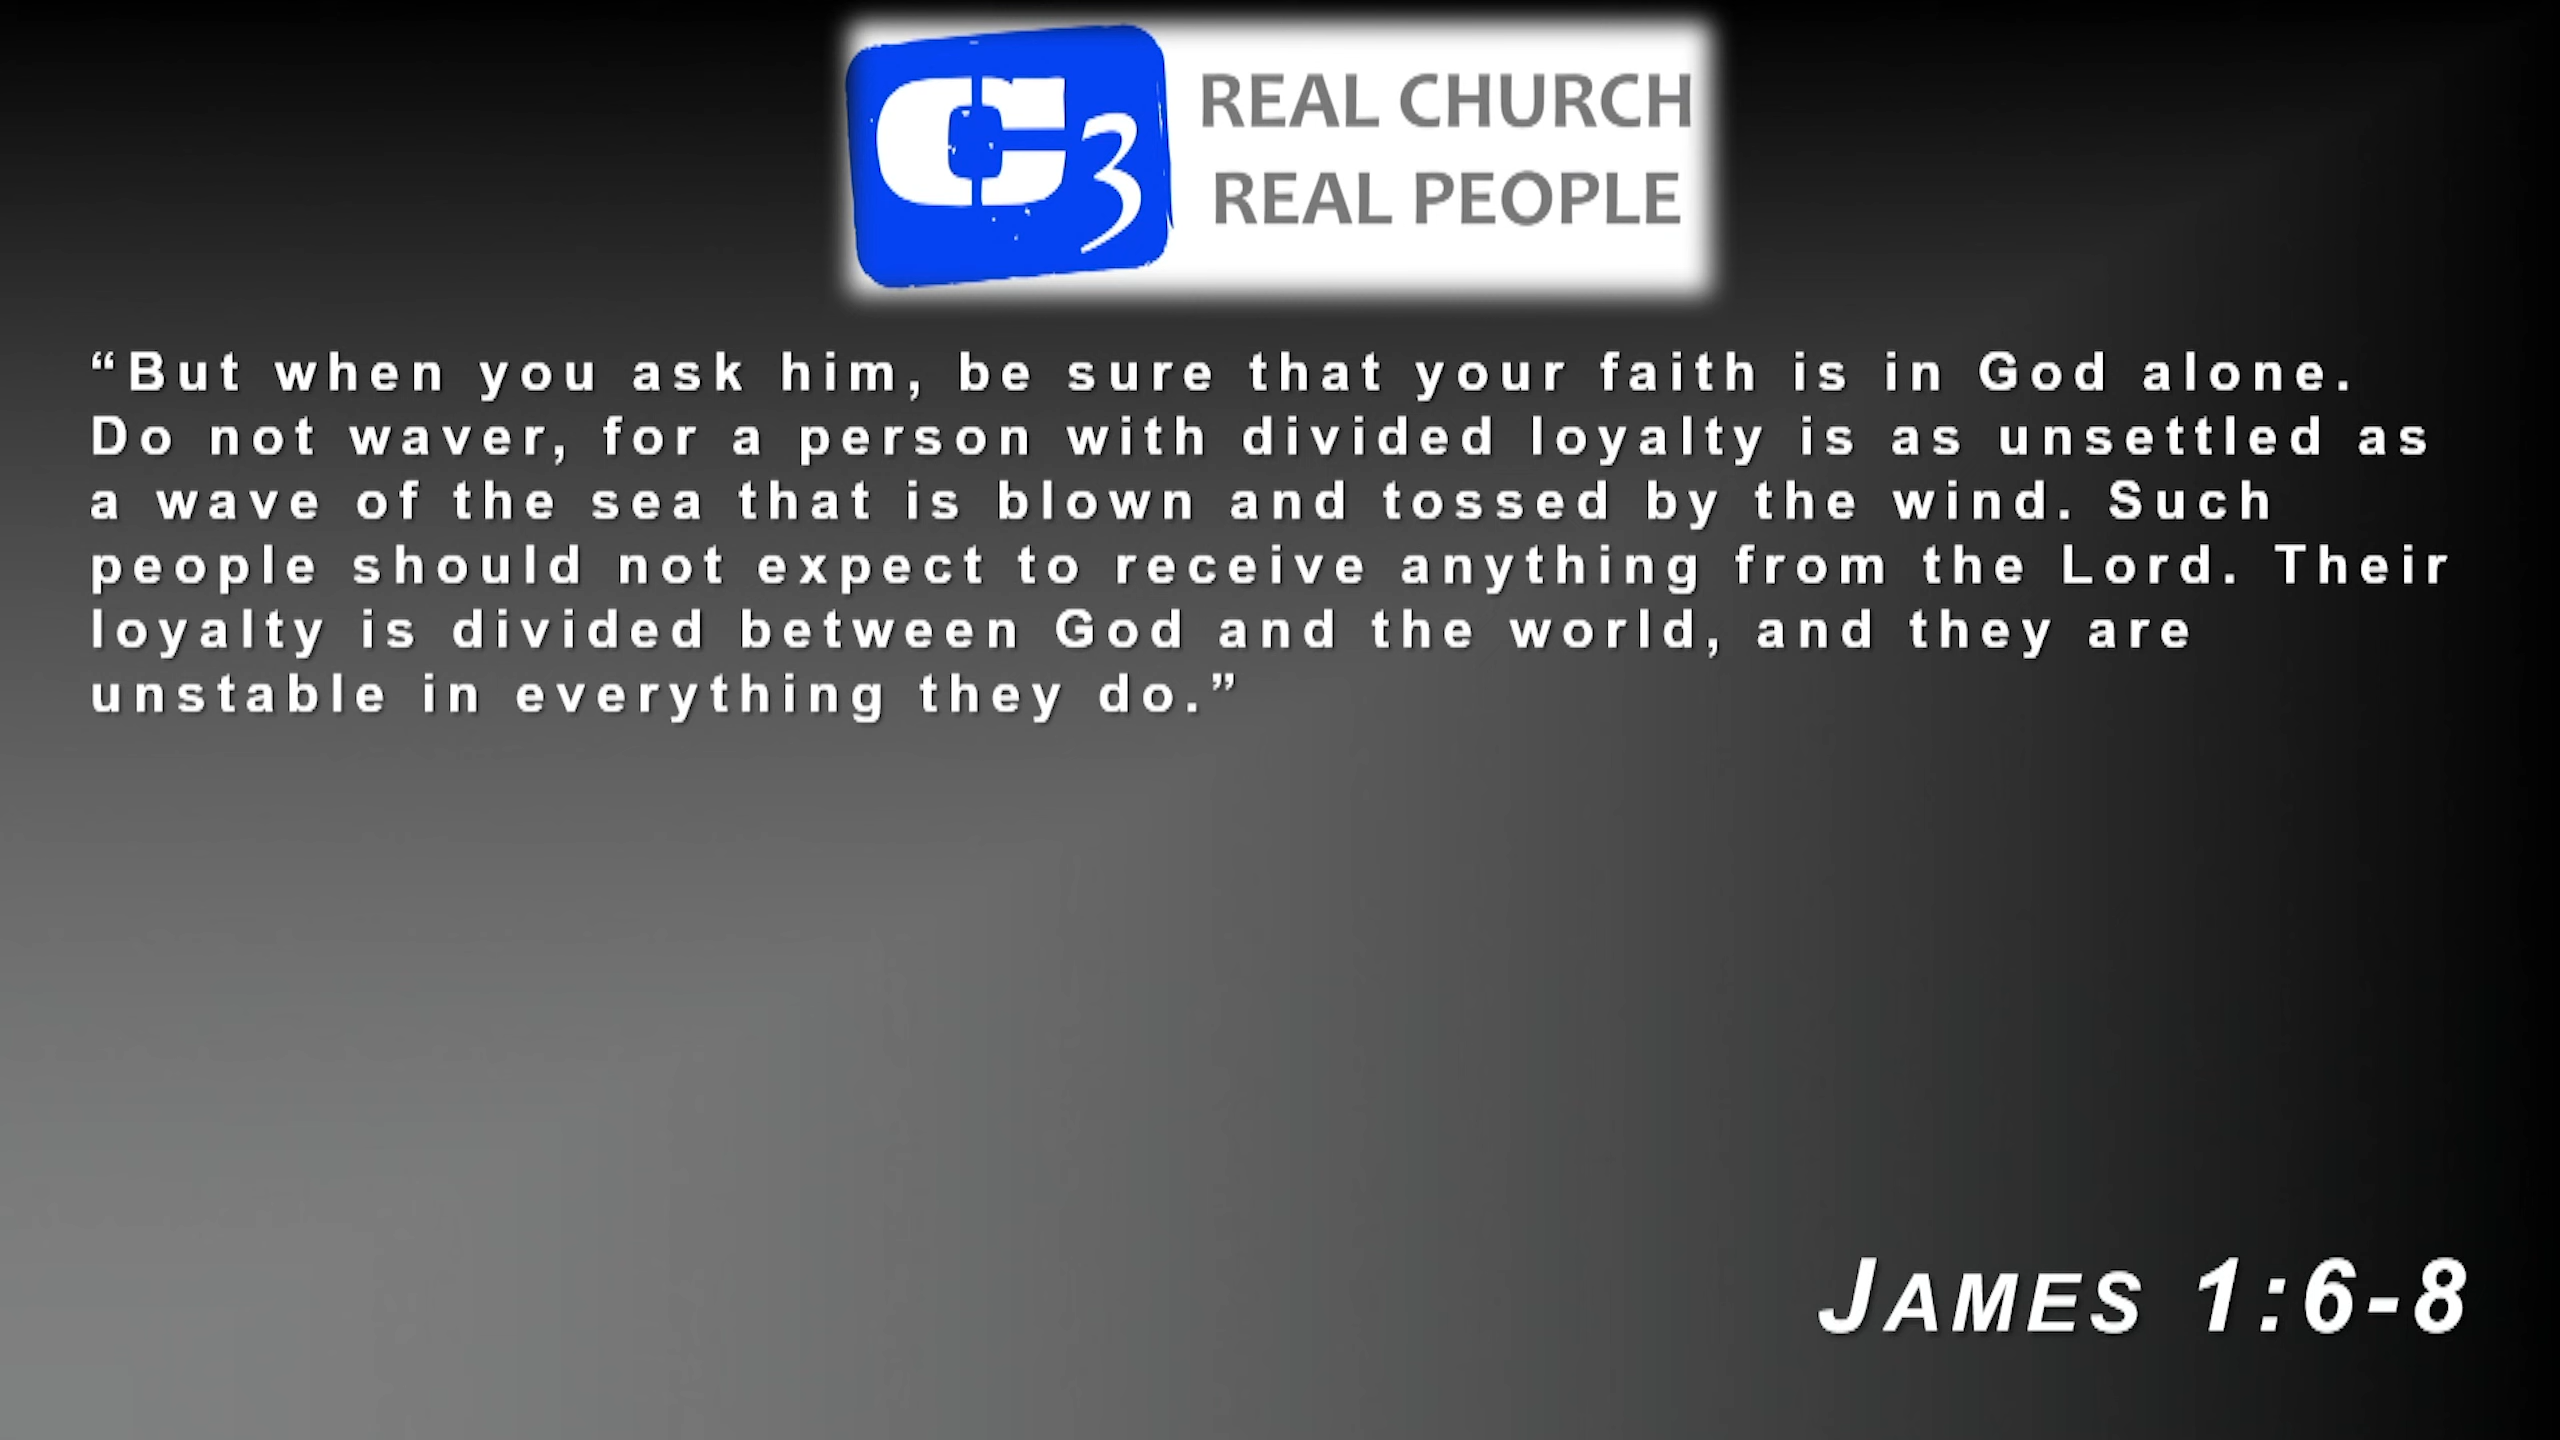 C3
REAL CHURCH
REAL PEOPLE
“But when you ask him, be sure that your faith is in God alone.
Do not waver, for a person with divided loyalty is as unsettled as
a wave of the sea that is blown and tossed by the wind. Such
people should not expect to receive anything from the Lord. Their
loyalty is divided between God and the world, and they are
unstable in everything they do.”
JAMES 1:6-8